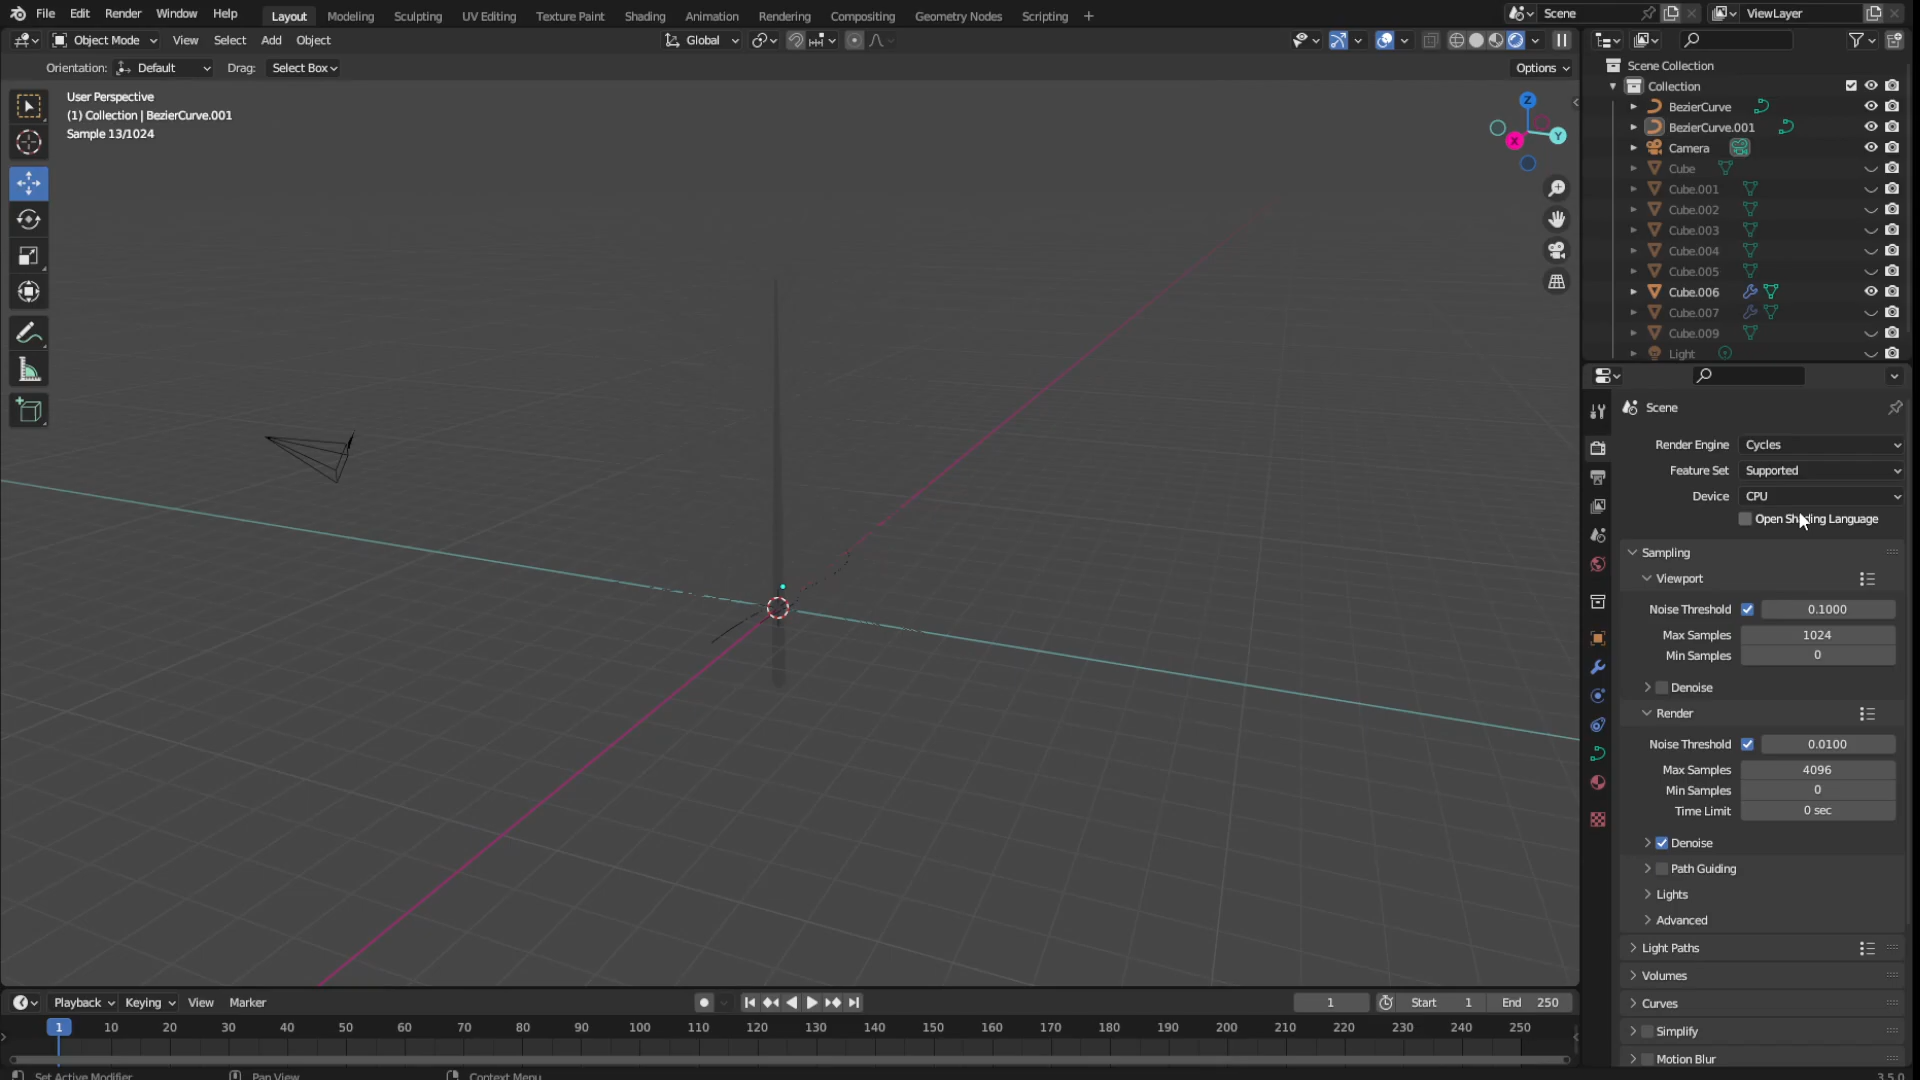 File Edit Render Window Help Layout Modeling Sculpting UV Editing Texture Paint Shading Animation Rendering Compositing Geometry Nodes Scripting + Scene ViewLayer
Object Mode View Select Add Object Global
Orientation: Default Drag: Select Box Options
User Perspective
(1) Collection | BezierCurve.001
Sample 13/1024
Z
Y
X
Scene Collection
Collection
BezierCurve
BezierCurve.001
Camera
Cube
Cube.001
Cube.002
Cube.003
Cube.004
Cube.005
Cube.006
Cube.007
Cube.009
Light
Scene
Render Engine Cycles
Feature Set Supported
Device CPU
Open Shading Language
Sampling
Viewport
Noise Threshold 0.1000
Max Samples 1024
Min Samples 0
Denoise
Render
Noise Threshold 0.0100
Max Samples 4096
Min Samples 0
Time Limit 0 sec
Denoise
Path Guiding
Lights
Advanced
Light Paths
Volumes
Curves
Simplify
Motion Blur
Playback Keying View Marker 1 Start 1 End 250
1 10 20 30 40 50 60 70 80 90 100 110 120 130 140 150 160 170 180 190 200 210 220 230 240 250
Set Active Modifier Pan View Context Menu 3.5.0